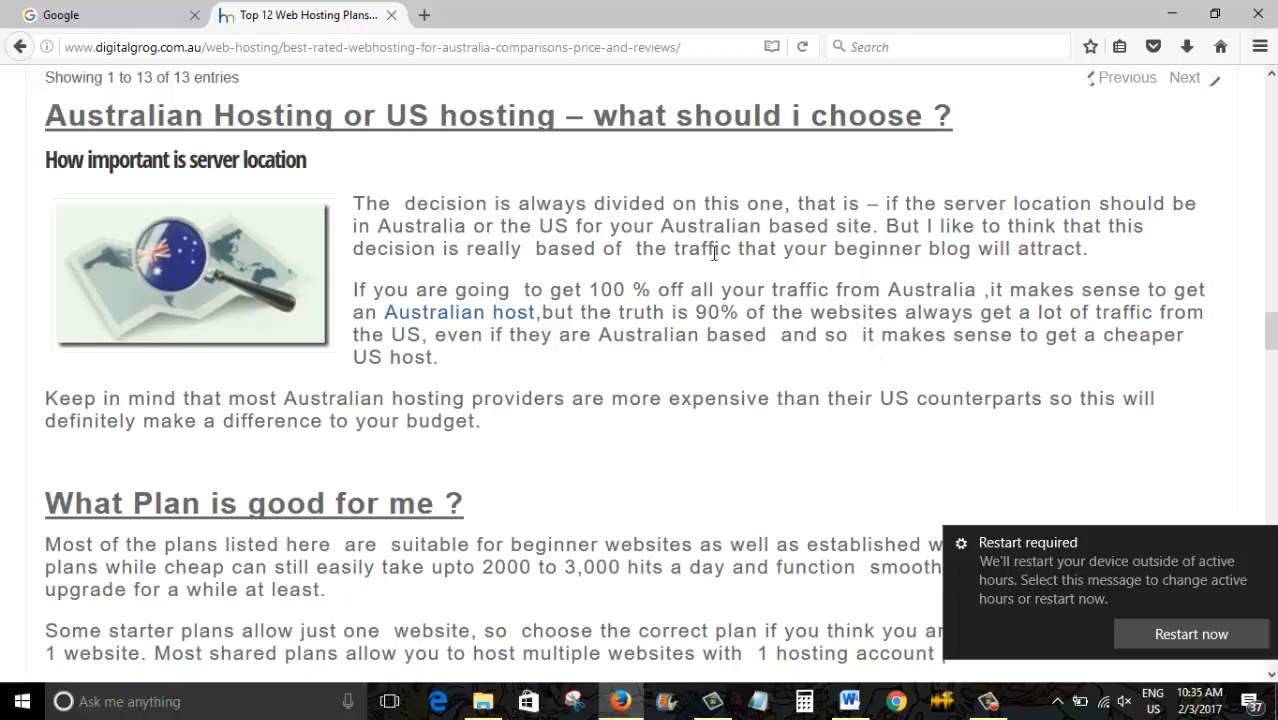 Google
Top 12 Web Hosting Plans...
www.digitalgrog.com.au/web-hosting/best-rated-webhosting-for-australia-comparisons-price-and-reviews/
Search
Showing 1 to 13 of 13 entries
Previous Next
Australian Hosting or US hosting – what should i choose ?
How important is server location
The decision is always divided on this one, that is – if the server location should be
in Australia or the US for your Australian based site. But I like to think that this
decision is really based of the traffic that your beginner blog will attract.
If you are going to get 100 % off all your traffic from Australia ,it makes sense to get
an Australian host,but the truth is 90% of the websites always get a lot of traffic from
the US, even if they are Australian based and so it makes sense to get a cheaper
US host.
Keep in mind that most Australian hosting providers are more expensive than their US counterparts so this will
definitely make a difference to your budget.
What Plan is good for me ?
Most of the plans listed here are suitable for beginner websites as well as established w
plans while cheap can still easily take upto 2000 to 3,000 hits a day and function smooth
upgrade for a while at least.
Some starter plans allow just one website, so choose the correct plan if you think you
1 website. Most shared plans allow you to host multiple websites with 1 hosting account
Restart required
We'll restart your device outside of active
hours. Select this message to change active
hours or restart now.
Restart now
Ask me anything
ENG
US
10:35 AM
2/3/2017
37